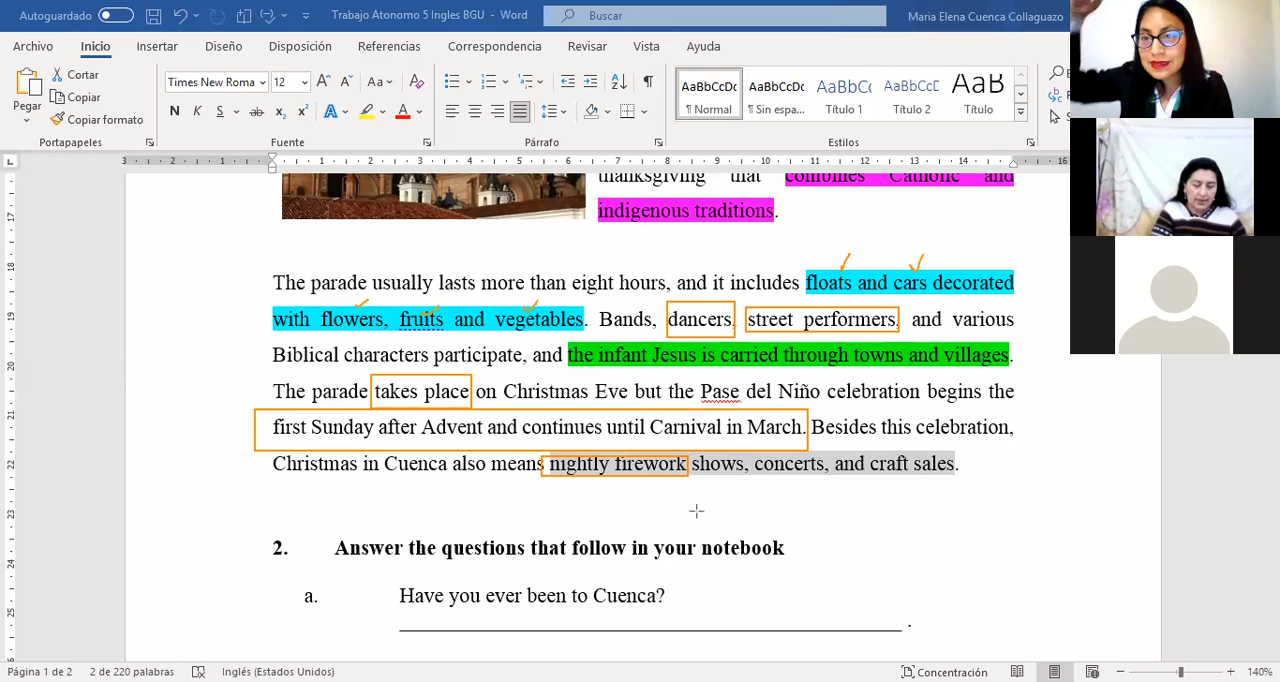 Autoguardado
Trabajo Atonomo 5 Ingles BGU - Word
Buscar
Maria Elena Cuenca Collaguazo
Archivo Inicio Insertar Diseño Disposición Referencias Correspondencia Revisar Vista Ayuda
Pegar
Cortar
Copiar
Copiar formato
Portapapeles
Times New Roma 12
N K S
Fuente
Párrafo
AaBbCcDc AaBbCcDc AaBbCc AaBbCcD AaB
¶ Normal ¶ Sin espa... Título 1 Título 2 Título
Estilos
thanksgiving that combines Catholic and
indigenous traditions.
The parade usually lasts more than eight hours, and it includes floats and cars decorated
with flowers, fruits and vegetables. Bands, dancers, street performers, and various
Biblical characters participate, and the infant Jesus is carried through towns and villages.
The parade takes place on Christmas Eve but the Pase del Niño celebration begins the
first Sunday after Advent and continues until Carnival in March. Besides this celebration,
Christmas in Cuenca also means nightly firework shows, concerts, and craft sales.
2. Answer the questions that follow in your notebook
a. Have you ever been to Cuenca?
.
Página 1 de 2 2 de 220 palabras Inglés (Estados Unidos) Concentración 140%